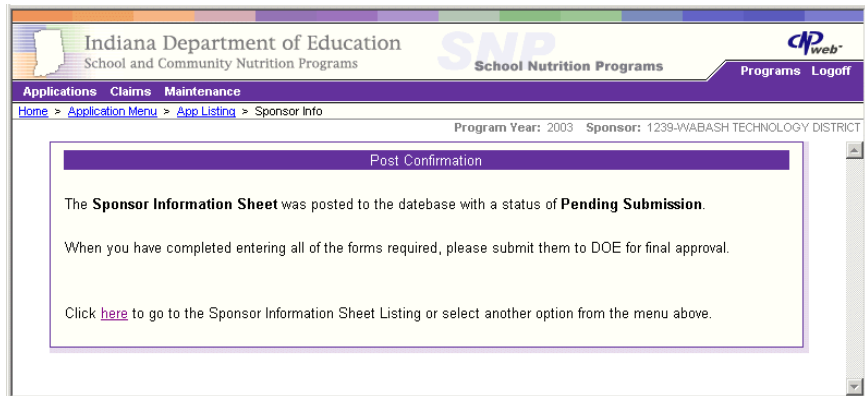 Indiana Department of Education
School and Community Nutrition Programs
SNP
School Nutrition Programs
CNPweb
Programs Logoff
Applications Claims Maintenance
Home > Application Menu > App Listing > Sponsor Info
Program Year: 2003 Sponsor: 1239-WABASH TECHNOLOGY DISTRICT
Post Confirmation
The Sponsor Information Sheet was posted to the datebase with a status of Pending Submission.
When you have completed entering all of the forms required, please submit them to DOE for final approval.
Click here to go to the Sponsor Information Sheet Listing or select another option from the menu above.